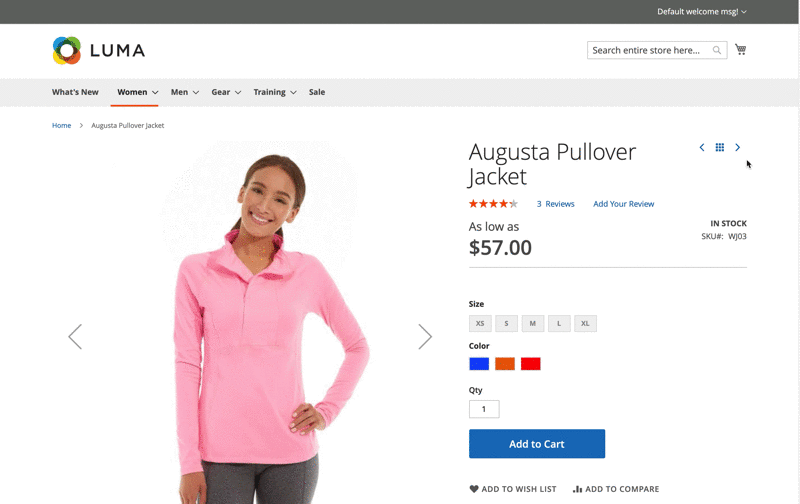 Default welcome msg!
LUMA
Search entire store here...
What's New Women Men Gear Training Sale
Home Augusta Pullover Jacket
Augusta Pullover
Jacket
3 Reviews Add Your Review
As low as
IN STOCK
$57.00
SKU#: WJ03
Size
XS S M L XL
Color
Qty
1
Add to Cart
ADD TO WISH LIST ADD TO COMPARE